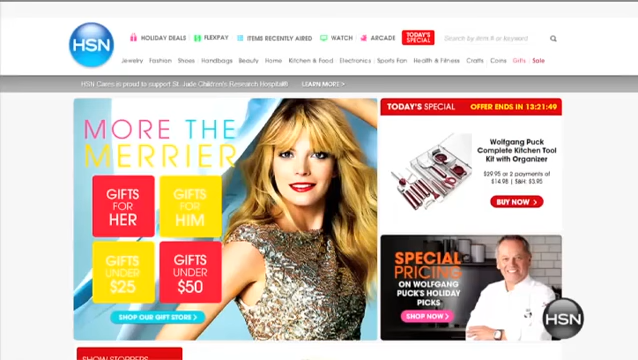 HSN
HOLIDAY DEALS
FLEXPAY
ITEMS RECENTLY AIRED
WATCH
ARCADE
TODAY'S SPECIAL
Search by item # or keyword
Jewelry Fashion Shoes Handbags Beauty Home Kitchen & Food Electronics Sports Fan Health & Fitness Crafts Coins Gifts Sale
HSN Cares is proud to support St. Jude Children's Research Hospital® LEARN MORE >
MORE THE
MERRIER
GIFTS
FOR
HER
GIFTS
FOR
HIM
GIFTS
UNDER
$25
GIFTS
UNDER
$50
SHOP OUR GIFT STORE >
TODAY'S SPECIAL OFFER ENDS IN 13:21:49
Wolfgang Puck
Complete Kitchen Tool
Kit with Organizer
$29.95 or 2 payments of
$14.98 | S&H: $3.95
BUY NOW >
SPECIAL
PRICING
ON WOLFGANG
PUCK'S HOLIDAY
PICKS
SHOP NOW >
HSN
SHOW STOPPERS